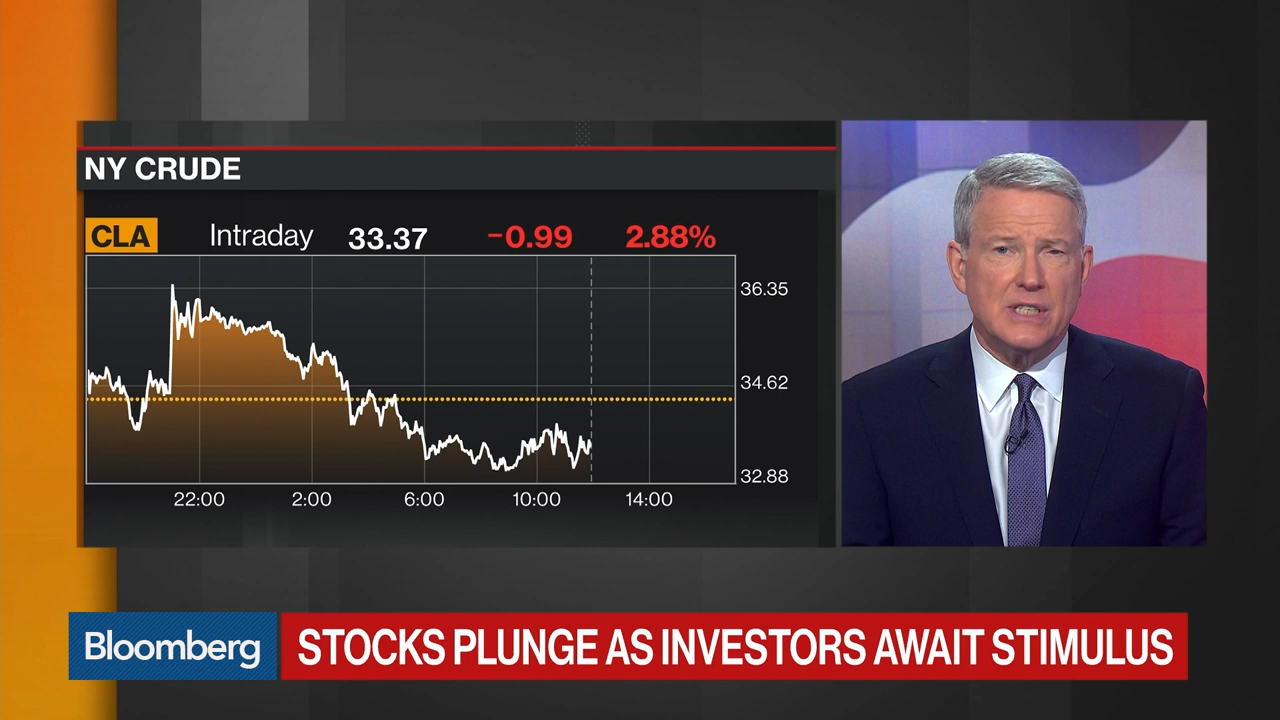 NY CRUDE
CLA Intraday 33.37 −0.99 2.88%
36.35
34.62
32.88
22:00 2:00 6:00 10:00 14:00
Bloomberg STOCKS PLUNGE AS INVESTORS AWAIT STIMULUS